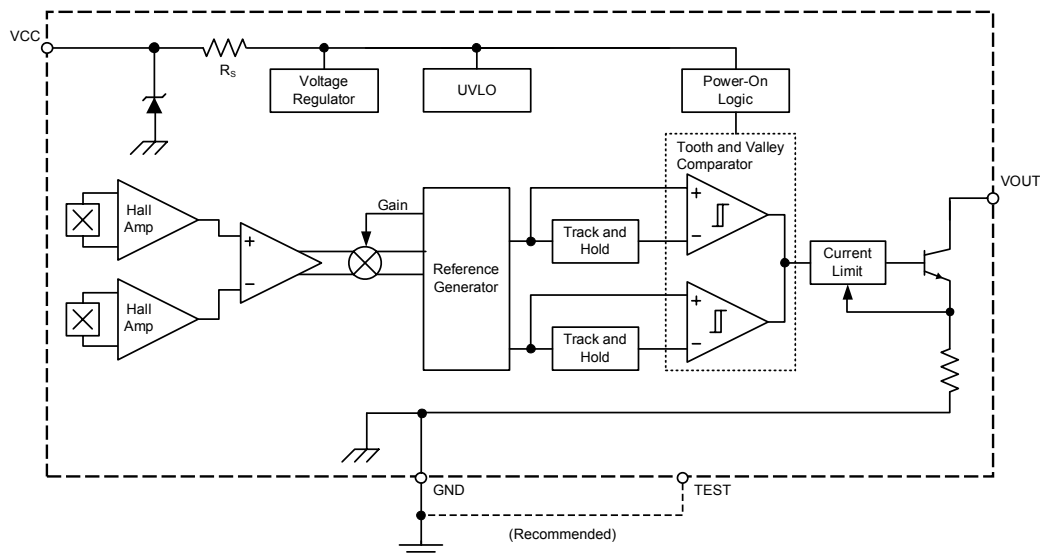 VCC
RS
Voltage
Regulator
UVLO
Power-On
Logic
Tooth and Valley
Comparator
VOUT
Hall
Amp
+
−
Gain
Reference
Generator
Track and
Hold
+
−
Current
Limit
Hall
Amp
Track and
Hold
+
−
GND
TEST
(Recommended)